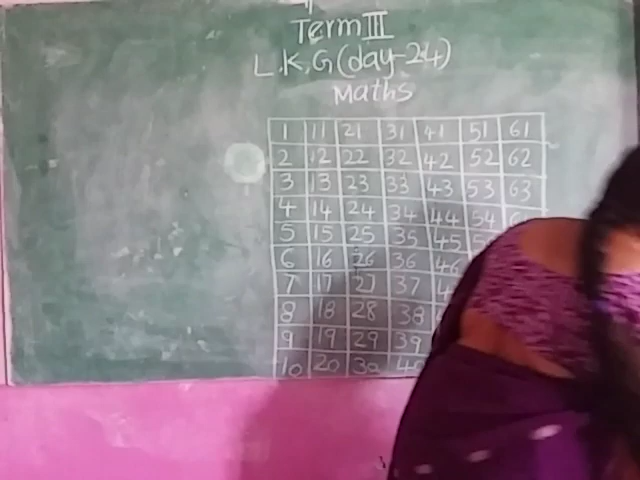 Term III
L.K.G (day-24)
Maths
1 11 21 31 41 51 61
2 12 22 32 42 52 62
3 13 23 33 43 53 63
4 14 24 34 44 54
5 15 25 35 45
6 16 26 36 46
7 17 27 37
8 18 28 38
9 19 29 39
10 20 30 40